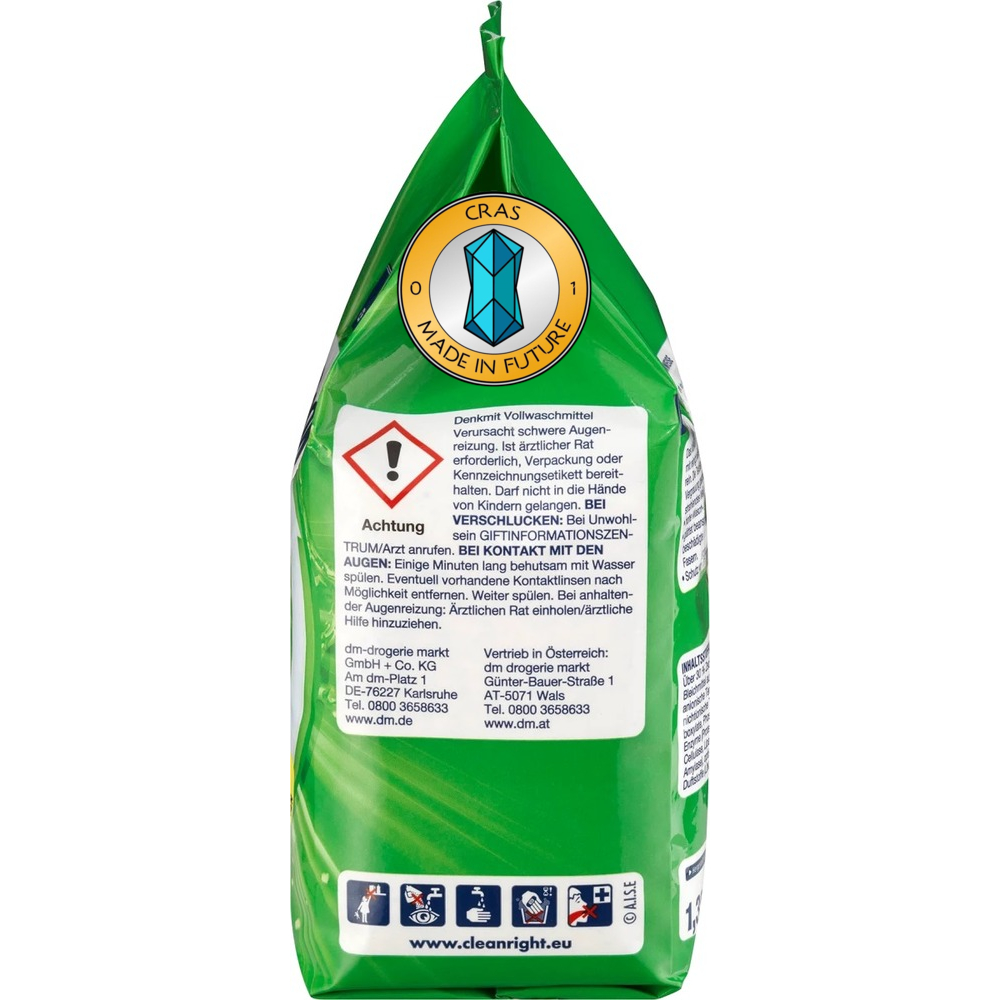 CRAS
0 1
MADE IN FUTURE
Denkmit Vollwaschmittel
Verursacht schwere Augen-
reizung. Ist ärztlicher Rat
erforderlich, Verpackung oder
Kennzeichnungsetikett bereit-
halten. Darf nicht in die Hände
von Kindern gelangen. BEI
VERSCHLUCKEN: Bei Unwohl-
sein GIFTINFORMATIONSZEN-
Achtung
TRUM/Arzt anrufen. BEI KONTAKT MIT DEN
AUGEN: Einige Minuten lang behutsam mit Wasser
spülen. Eventuell vorhandene Kontaktlinsen nach
Möglichkeit entfernen. Weiter spülen. Bei anhalten-
der Augenreizung: Ärztlichen Rat einholen/ärztliche
Hilfe hinzuziehen.
dm-drogerie markt
GmbH + Co. KG
Am dm-Platz 1
DE-76227 Karlsruhe
Tel. 0800 3658633
www.dm.de
Vertrieb in Österreich:
dm drogerie markt
Günter-Bauer-Straße 1
AT-5071 Wals
Tel. 0800 3658633
www.dm.at
© A.I.S.E
www.cleanright.eu
Fasern.
Über 30 %
anionische